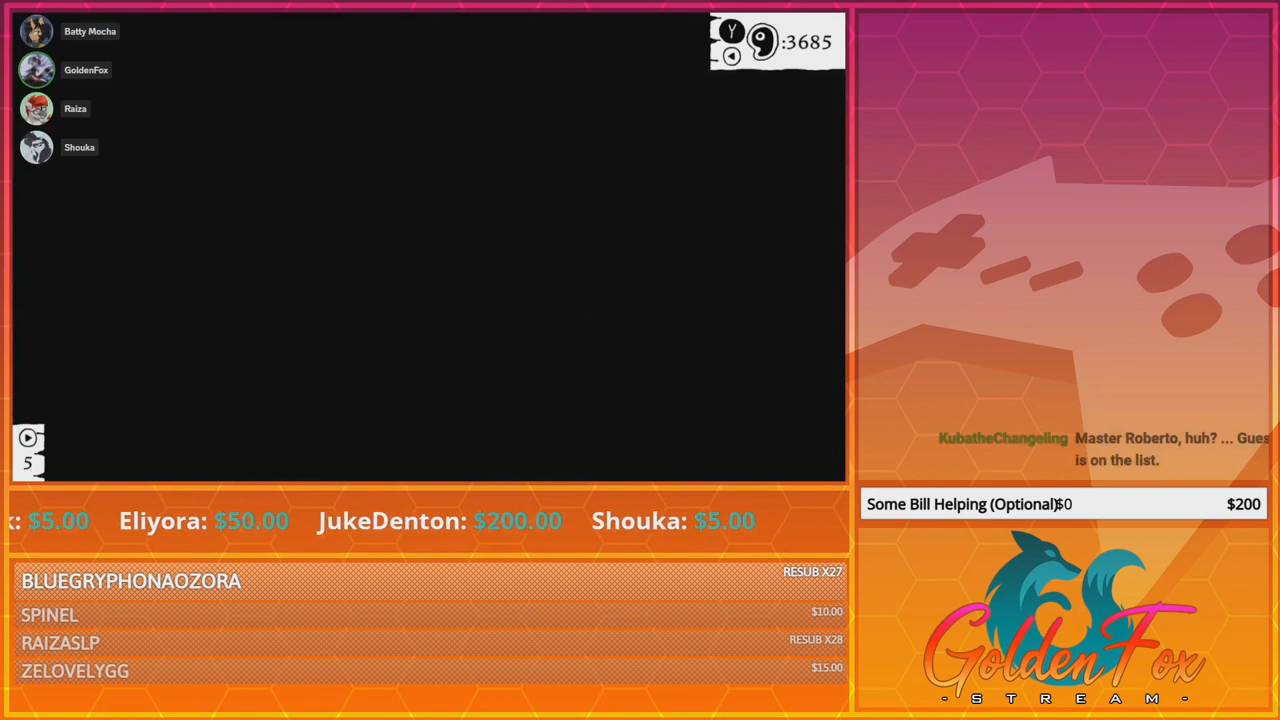 Batty Mocha
GoldenFox
Raiza
Shouka
Y
:3685
5
KubatheChangeling Master Roberto, huh? ... Gues
is on the list.
Some Bill Helping (Optional) $0 $200
: $5.00 Eliyora: $50.00 JukeDenton: $200.00 Shouka: $5.00
BLUEGRYPHONAOZORA RESUB X27
SPINEL $10.00
RAIZASLP RESUB X28
ZELOVELYGG $15.00
GoldenFox
- STREAM -